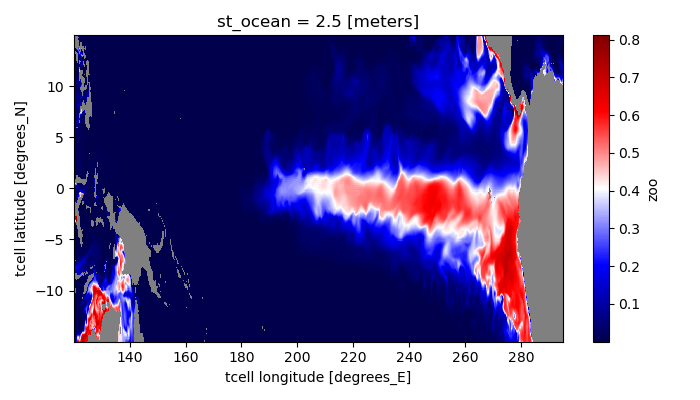 st_ocean = 2.5 [meters]
10
5
0
−5
−10
tcell latitude [degrees_N]
140 160 180 200 220 240 260 280
tcell longitude [degrees_E]
0.8
0.7
0.6
0.5
0.4
0.3
0.2
0.1
zoo